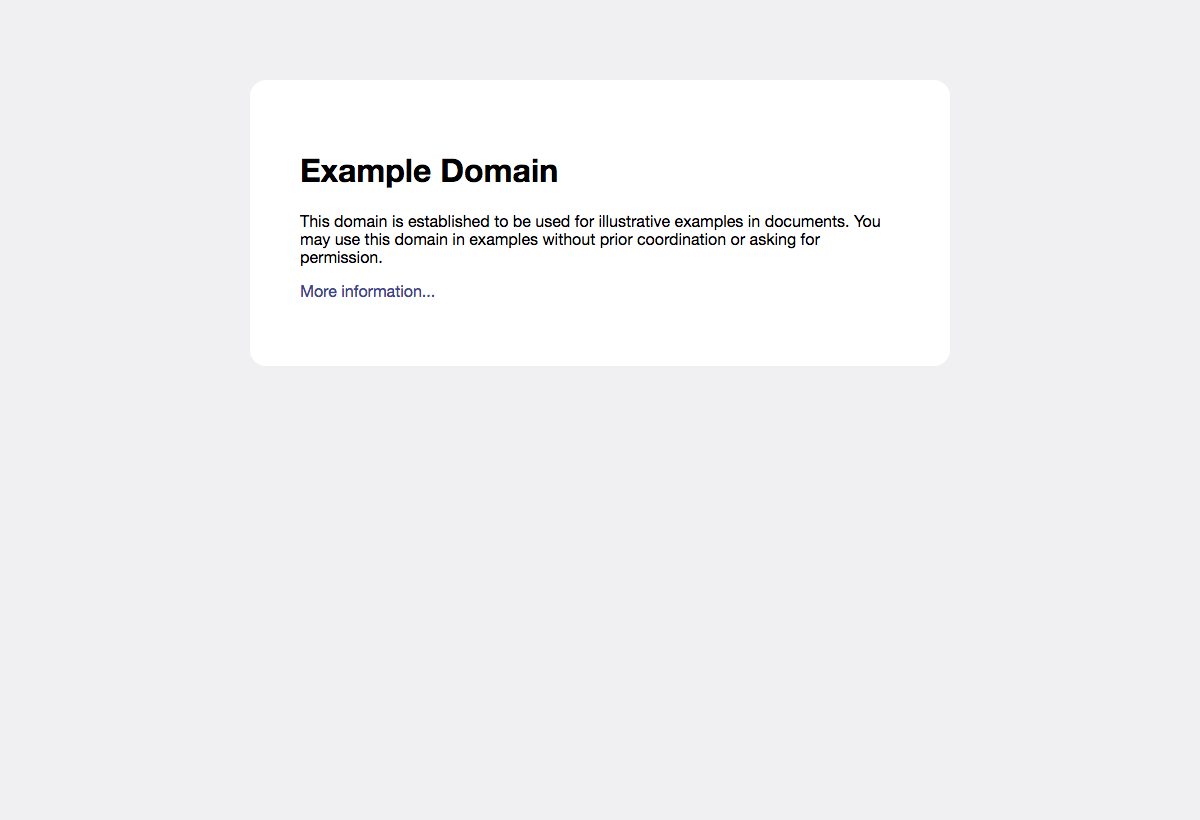 Example Domain
This domain is established to be used for illustrative examples in documents. You
may use this domain in examples without prior coordination or asking for
permission.
More information...